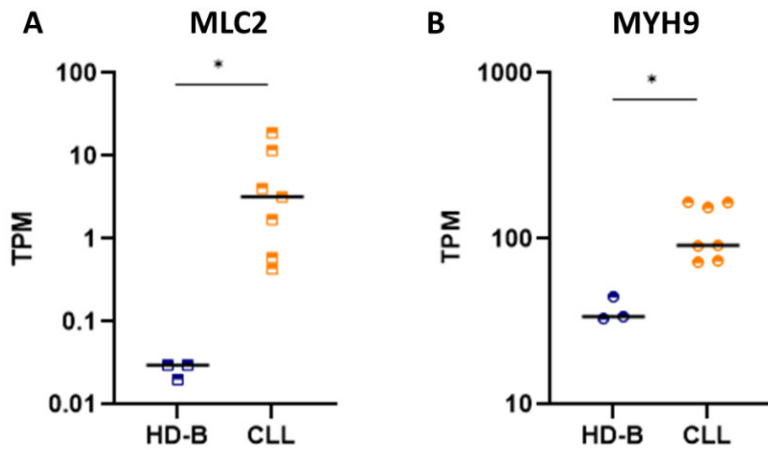 A MLC2
TPM
100
10
1
0.1
0.01
*
HD-B CLL
B MYH9
TPM
1000
100
10
*
HD-B CLL